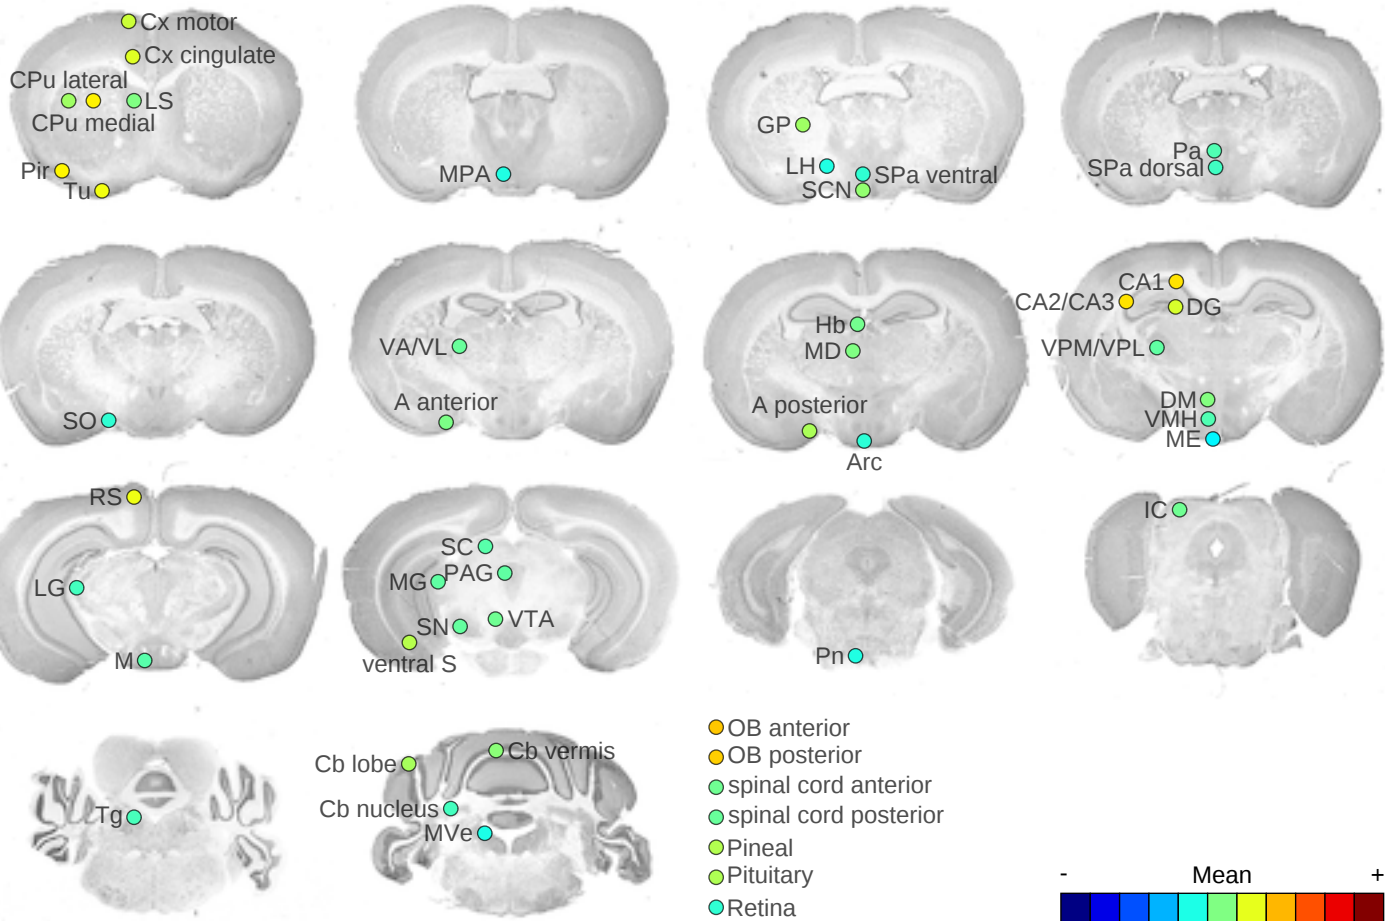 Cx motor
Cx cingulate
CPu lateral
LS
CPu medial
Pir
Tu
MPA
GP
LH
SPa ventral
SCN
Pa
SPa dorsal
SO
VA/VL
A anterior
Hb
MD
A posterior
Arc
CA1
CA2/CA3
DG
VPM/VPL
DM
VMH
ME
RS
LG
M
SC
PAG
MG
SN
VTA
ventral S
Pn
IC
Tg
Cb lobe
Cb vermis
Cb nucleus
MVe
OB anterior
OB posterior
spinal cord anterior
spinal cord posterior
Pineal
Pituitary
Retina
- Mean +